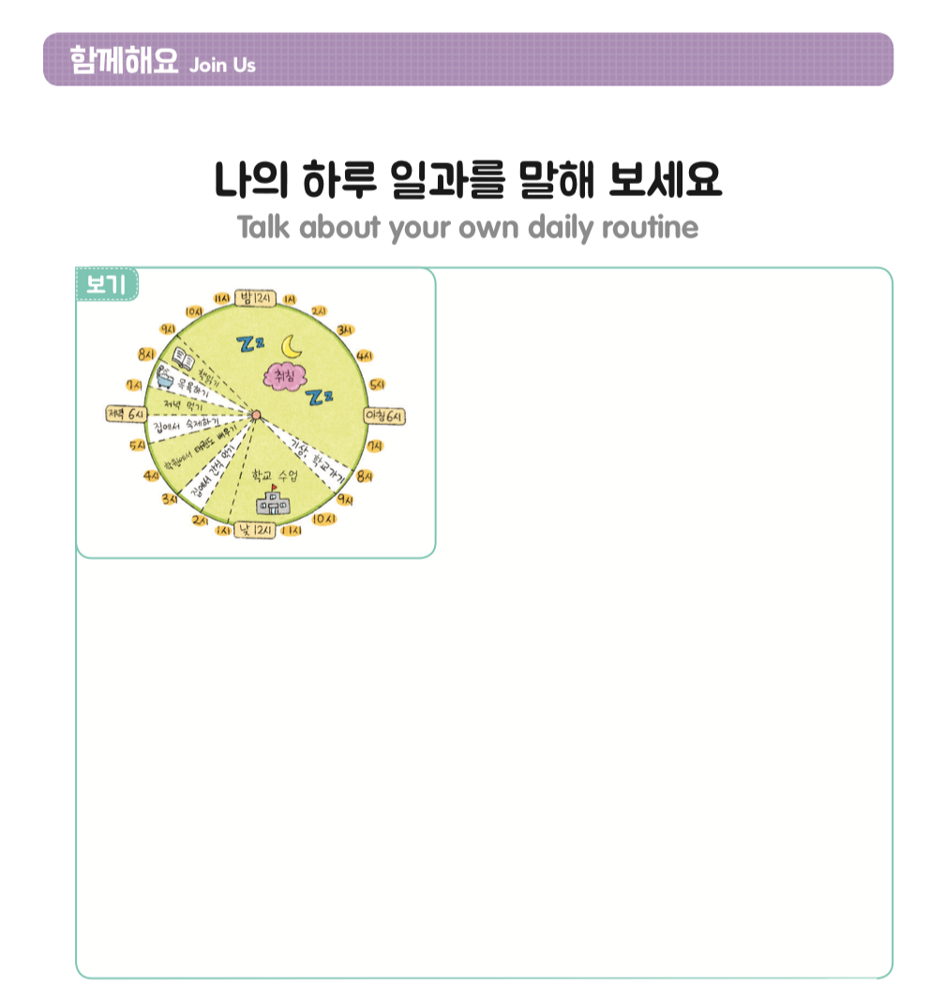 함께해요 Join Us
나의 하루 일과를 말해 보세요
Talk about your own daily routine
보기
밤 12시
1시
2시
3시
4시
5시
아침 6시
7시
8시
9시
10시
11시
낮 12시
1시
2시
3시
4시
5시
저녁 6시
7시
8시
9시
10시
11시
Zz
취침
Zz
기상, 학교가기
학교 수업
집에서 간식 먹기
학원에서 태권도 배우기
집에서 숙제하기
저녁 먹기
목욕하기
책읽기